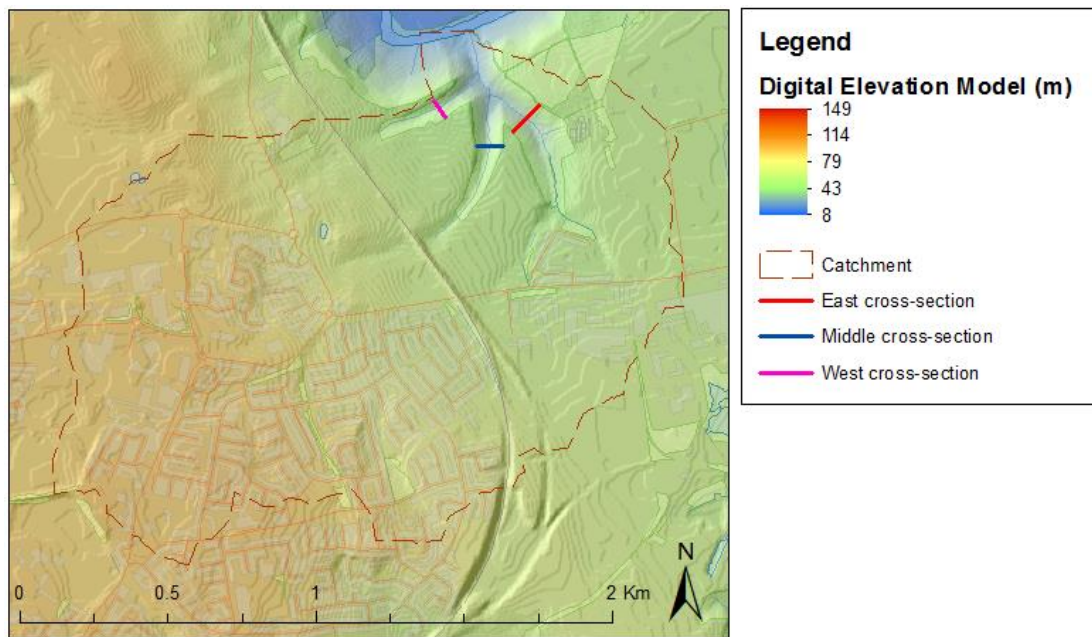 Legend
Digital Elevation Model (m)
149
114
79
43
8
Catchment
East cross-section
Middle cross-section
West cross-section
N
0 0.5 1 2 Km